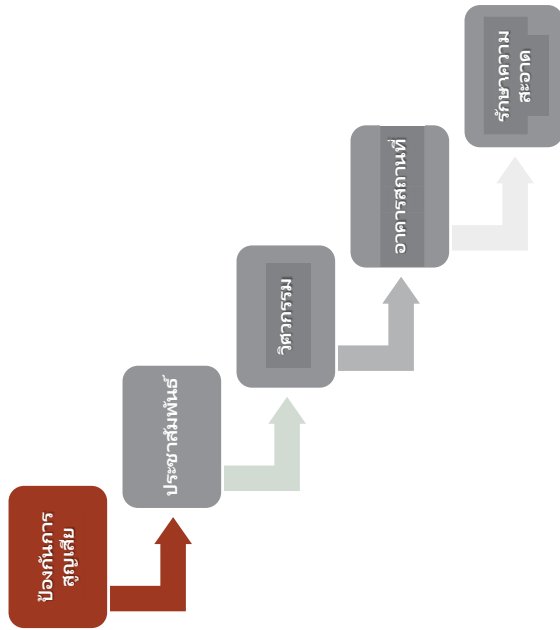 ป้องกันการ
สูญเสีย
ประชาสัมพันธ์
วิศวกรรม
อาคารสถานที่
รักษาความ
สะอาด